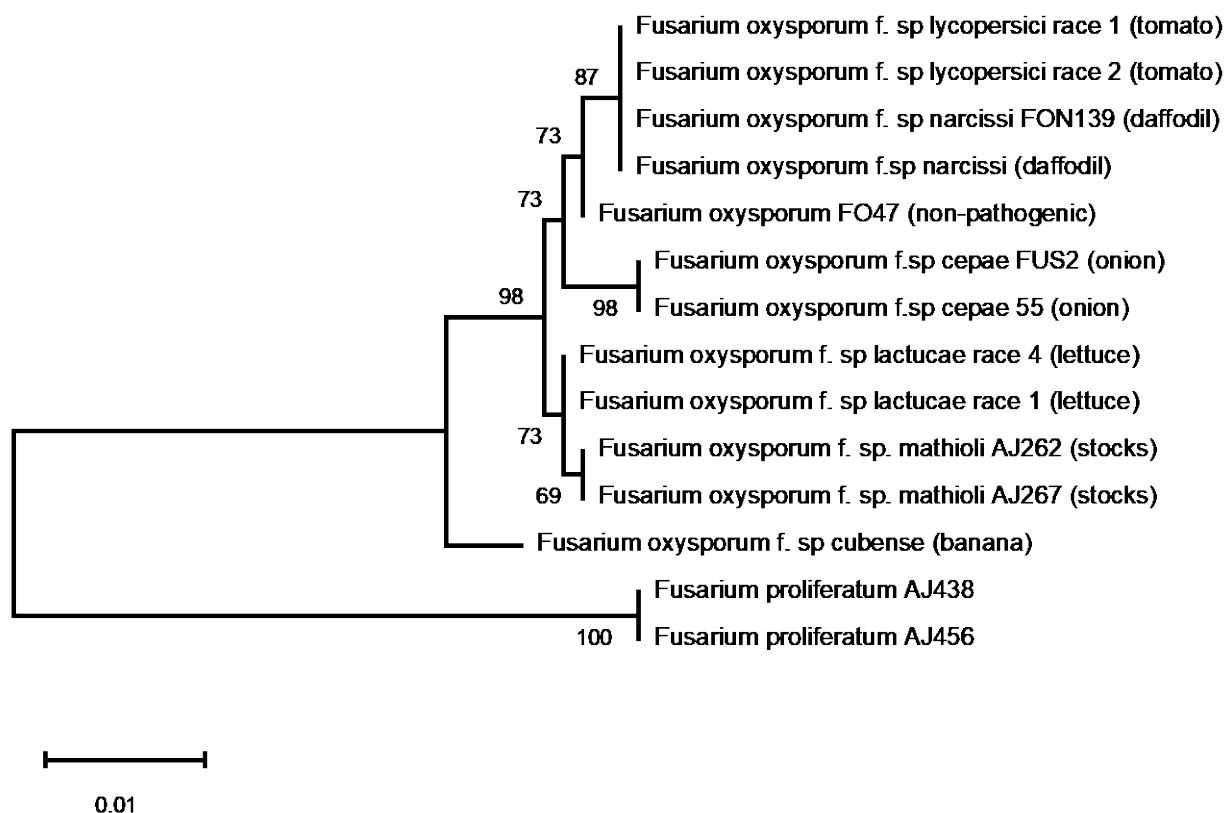 Fusarium oxysporum f. sp lycopersici race 1 (tomato)
87
Fusarium oxysporum f. sp lycopersici race 2 (tomato)
Fusarium oxysporum f. sp narcissi FON139 (daffodil)
73
Fusarium oxysporum f.sp narcissi (daffodil)
73
Fusarium oxysporum FO47 (non-pathogenic)
Fusarium oxysporum f.sp cepae FUS2 (onion)
98
98
Fusarium oxysporum f.sp cepae 55 (onion)
Fusarium oxysporum f. sp lactucae race 4 (lettuce)
Fusarium oxysporum f. sp lactucae race 1 (lettuce)
73
Fusarium oxysporum f. sp. mathioli AJ262 (stocks)
69
Fusarium oxysporum f. sp. mathioli AJ267 (stocks)
Fusarium oxysporum f. sp cubense (banana)
Fusarium proliferatum AJ438
100
Fusarium proliferatum AJ456
0.01